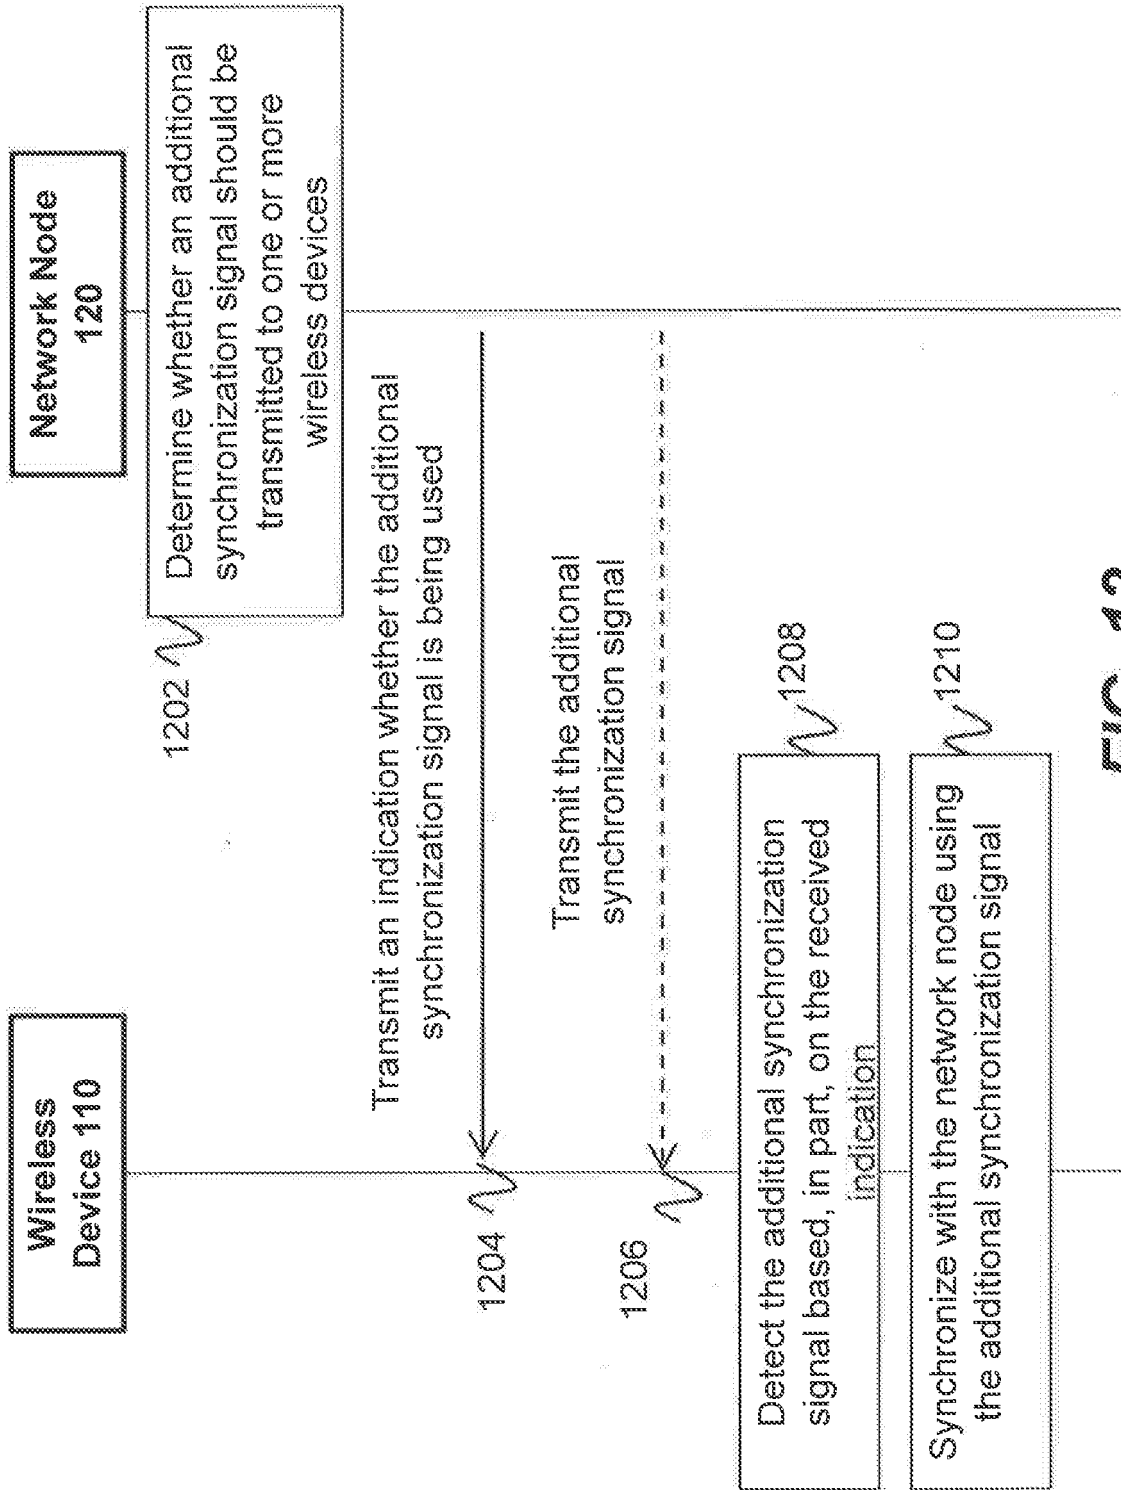 Wireless
Device 110
Network Node
120
1202
Determine whether an additional
synchronization signal should be
transmitted to one or more
wireless devices
Transmit an indication whether the additional
synchronization signal is being used
1204
Transmit the additional
synchronization signal
1206
Detect the additional synchronization
signal based, in part, on the received
indication
1208
Synchronize with the network node using
the additional synchronization signal
1210
FIG.